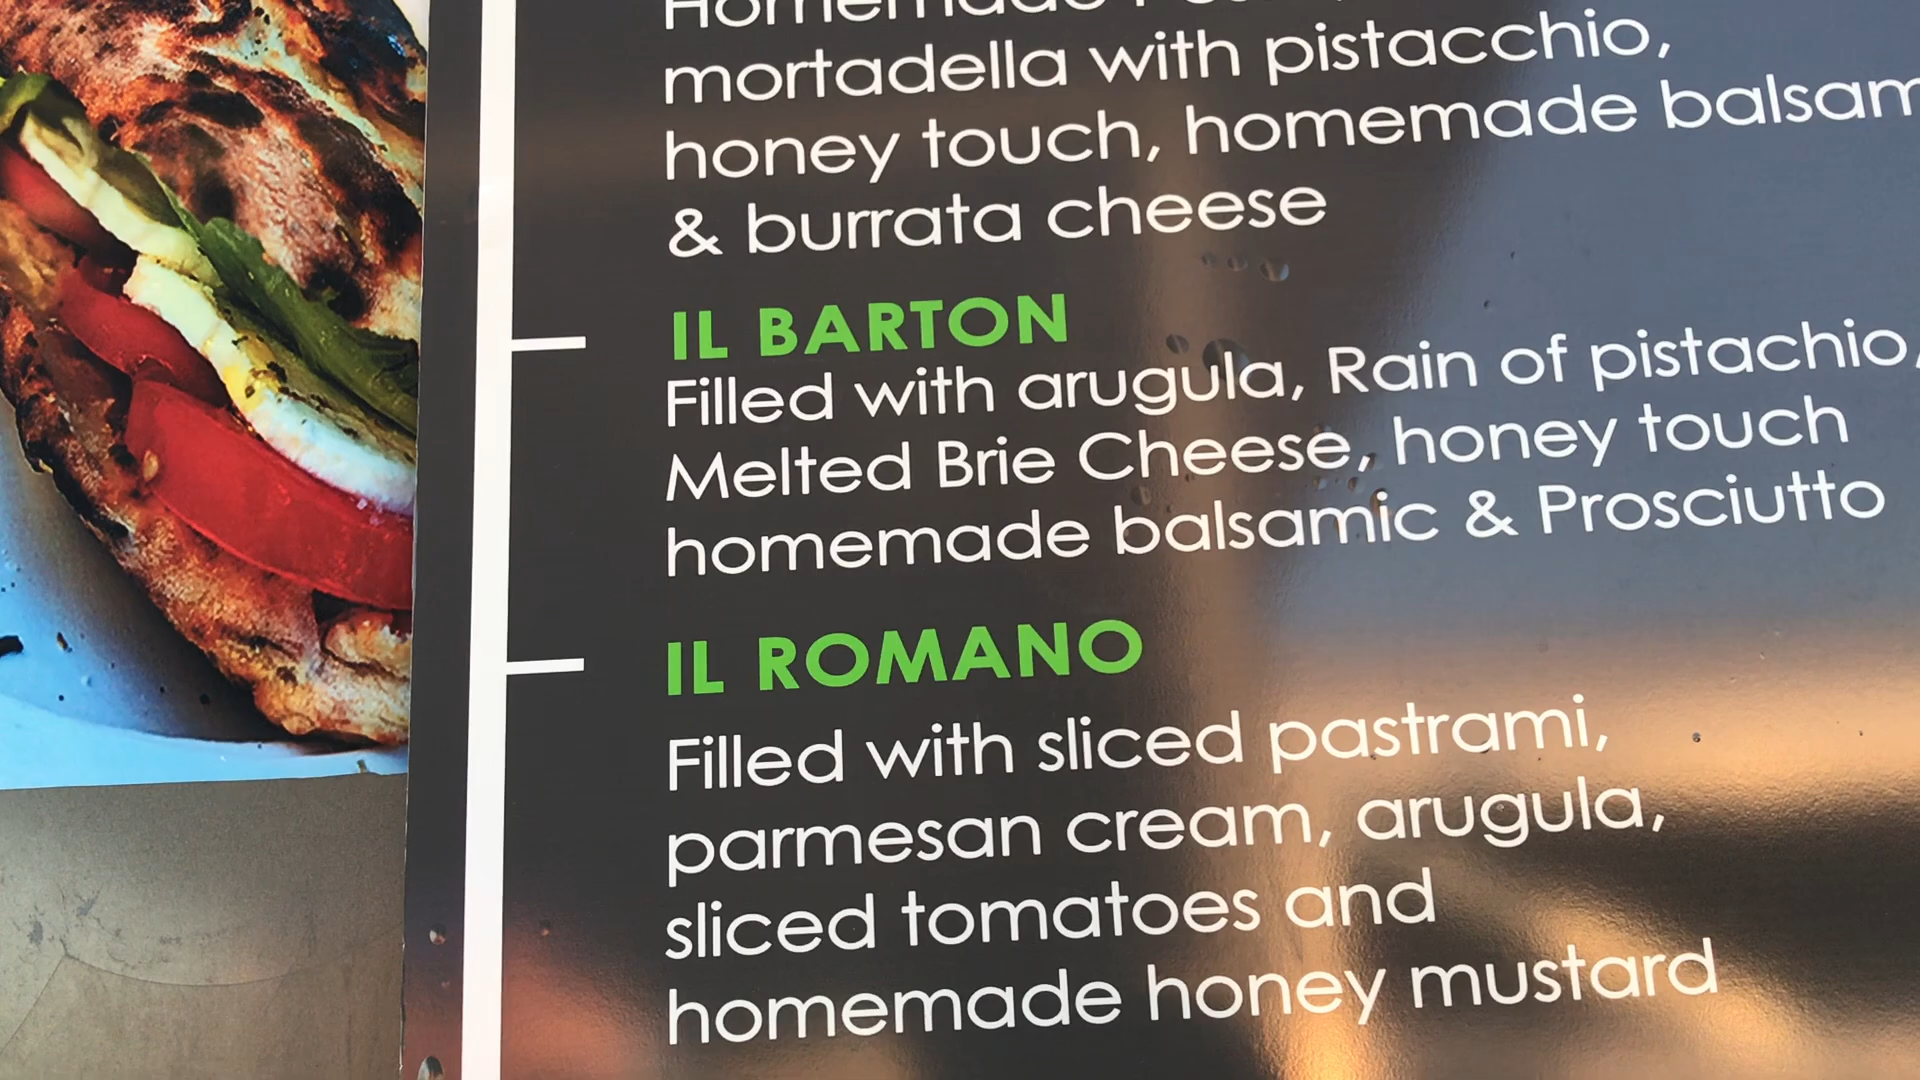 Homemade
mortadella with pistacchio,
honey touch, homemade
& burrata cheese
IL BARTON
Filled with arugula, Rain of pistachio,
Melted Brie Cheese, honey touch
homemade balsamic & Prosciutto
IL ROMANO
Filled with sliced pastrami,
parmesan cream, arugula,
sliced tomatoes and
homemade honey mustard